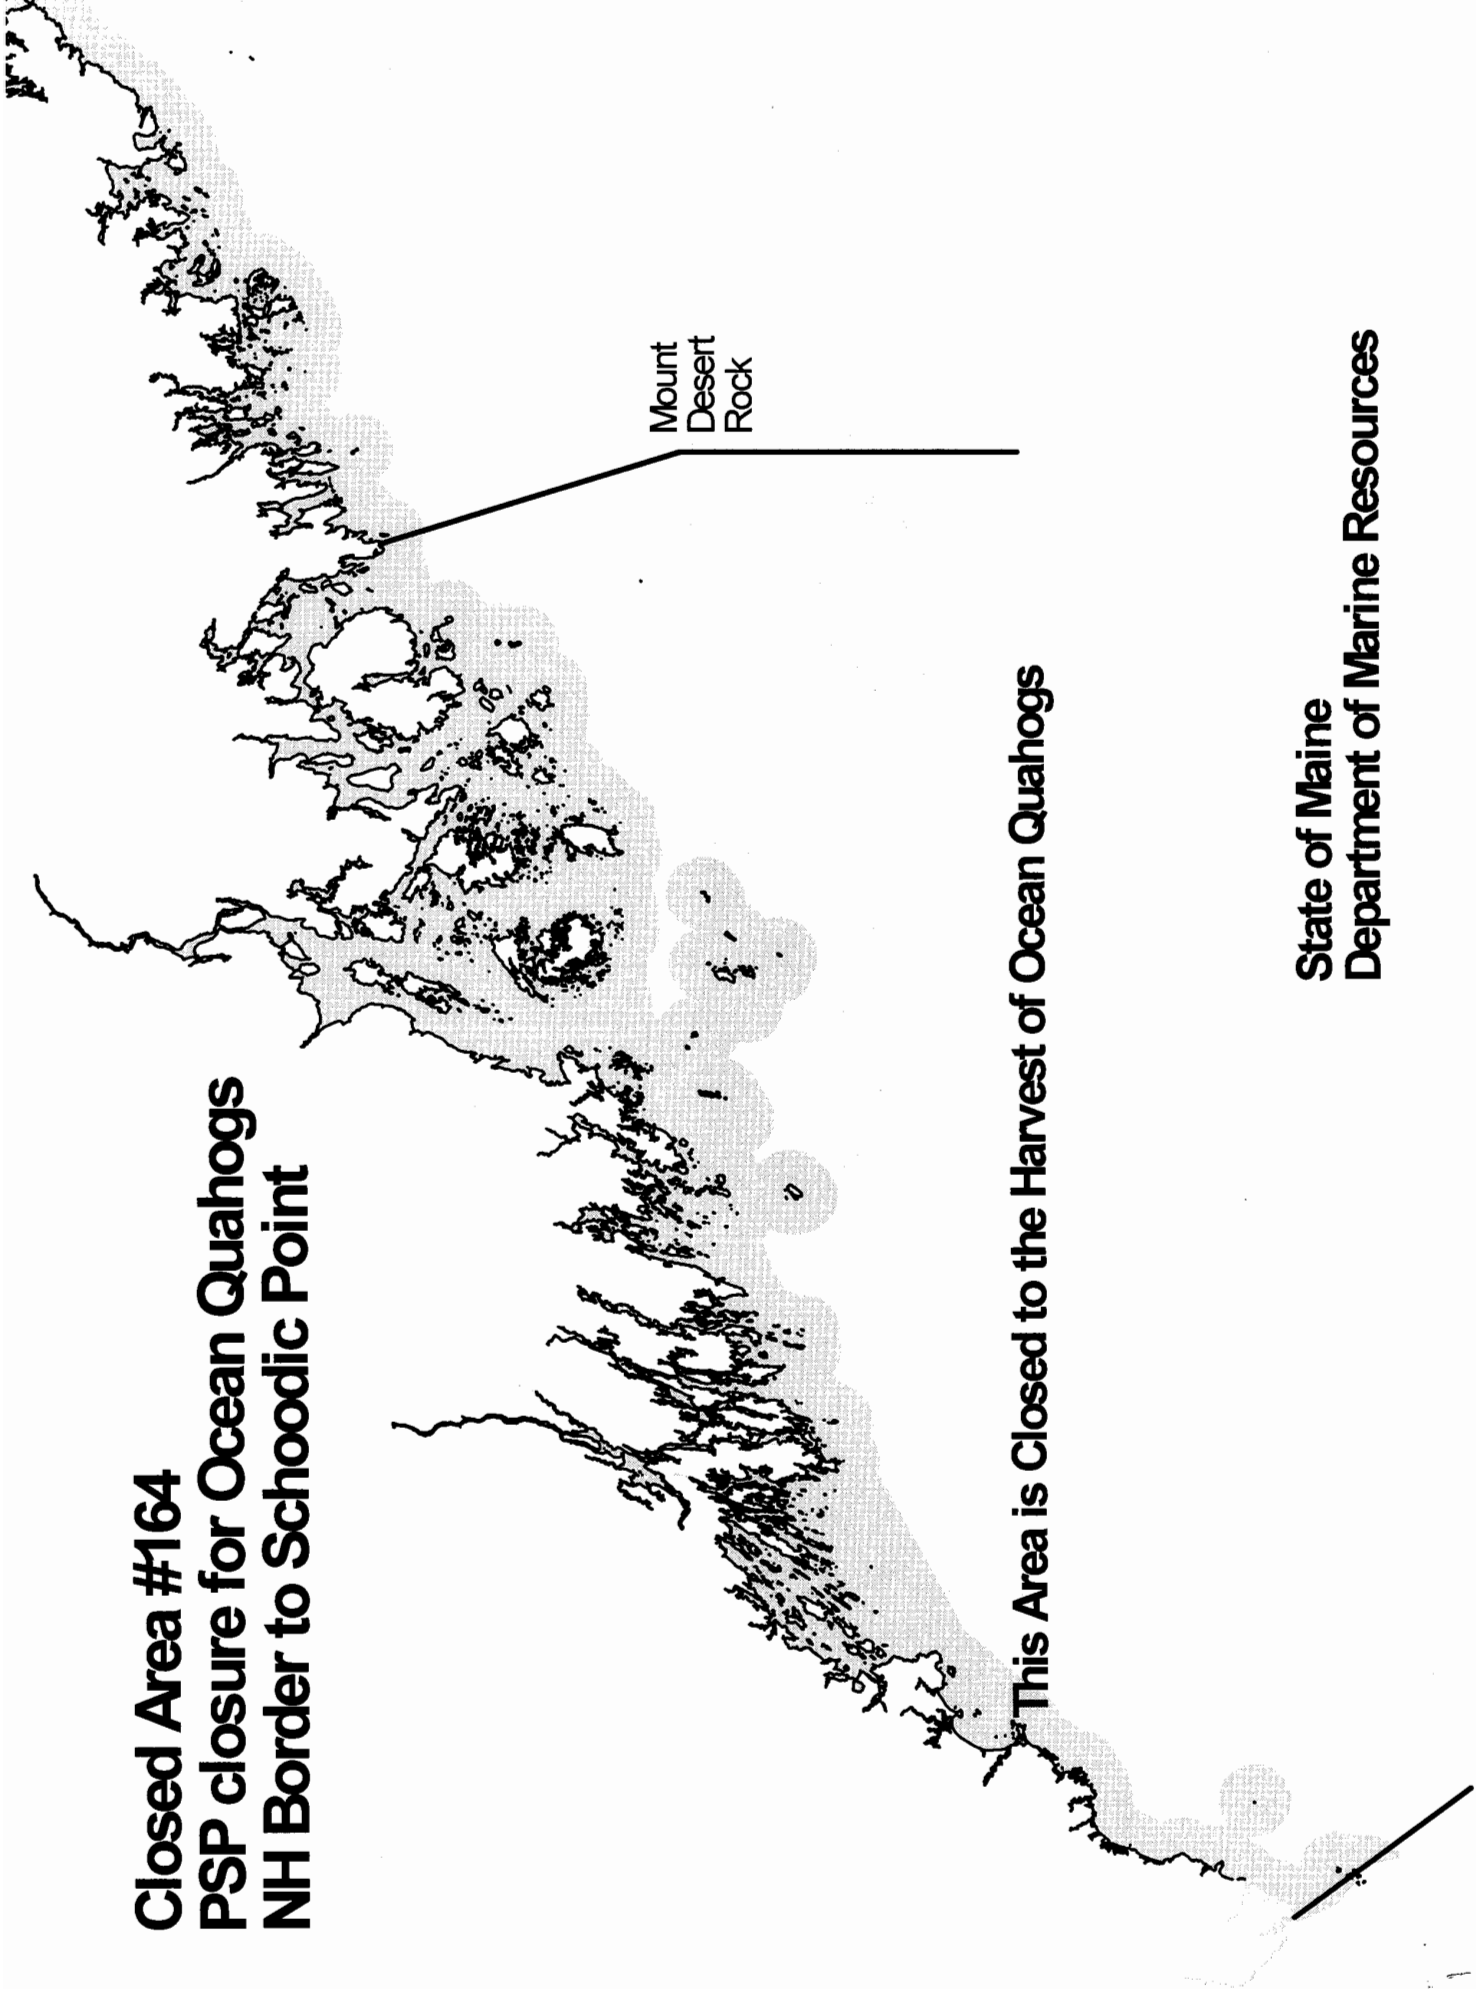 Closed Area #164
PSP closure for Ocean Quahogs
NH Border to Schoodic Point
Mount
Desert
Rock
This Area is Closed to the Harvest of Ocean Quahogs
State of Maine
Department of Marine Resources